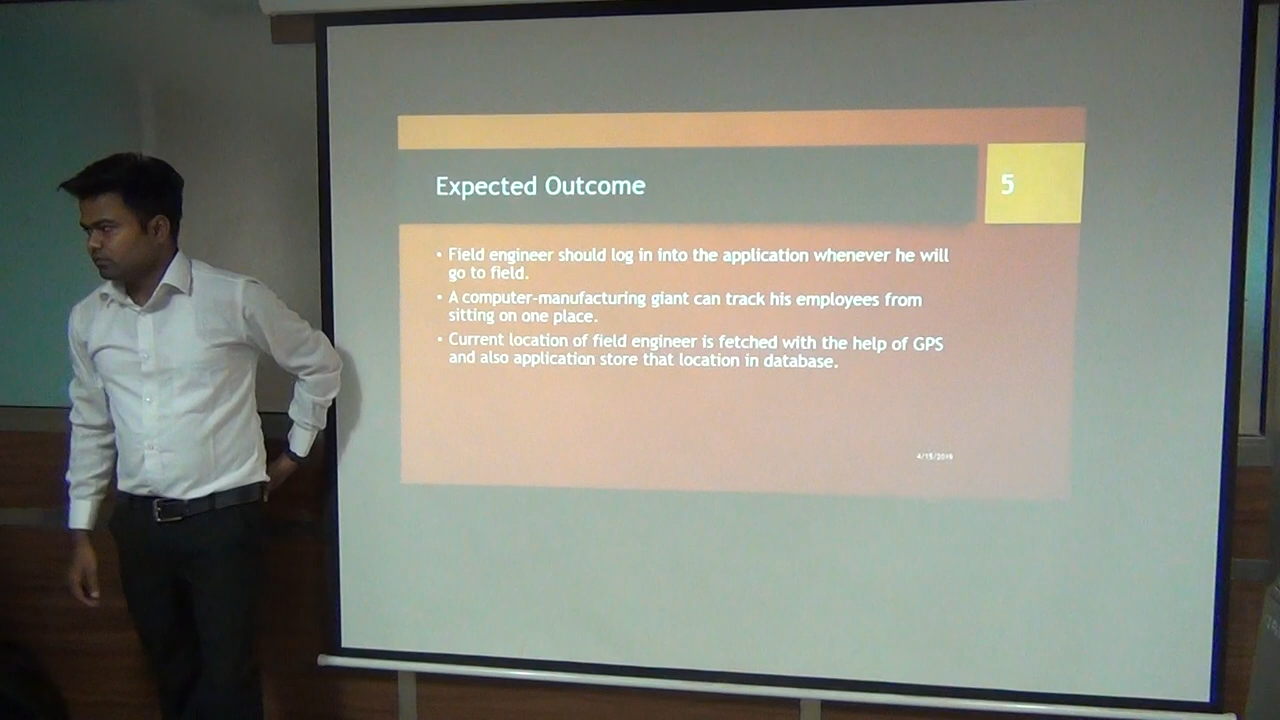 Expected Outcome
5
• Field engineer should log in into the application whenever he will
go to field.
• A computer-manufacturing giant can track his employees from
sitting on one place.
• Current location of field engineer is fetched with the help of GPS
and also application store that location in database.
4/15/2019